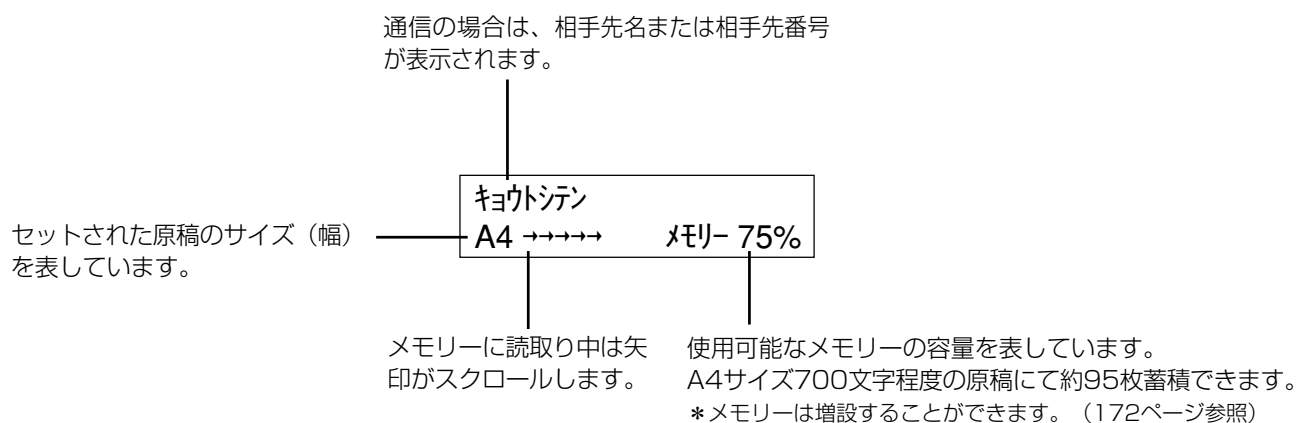 通信の場合は、相手先名または相手先番号
が表示されます。
ｷｮｳﾄｼﾃﾝ
セットされた原稿のサイズ（幅）
を表しています。
A4 →→→→→ ﾒﾓﾘｰ 75%
メモリーに読取り中は矢
印がスクロールします。
使用可能なメモリーの容量を表しています。
A4サイズ700文字程度の原稿にて約95枚蓄積できます。
＊メモリーは増設することができます。（172ページ参照）